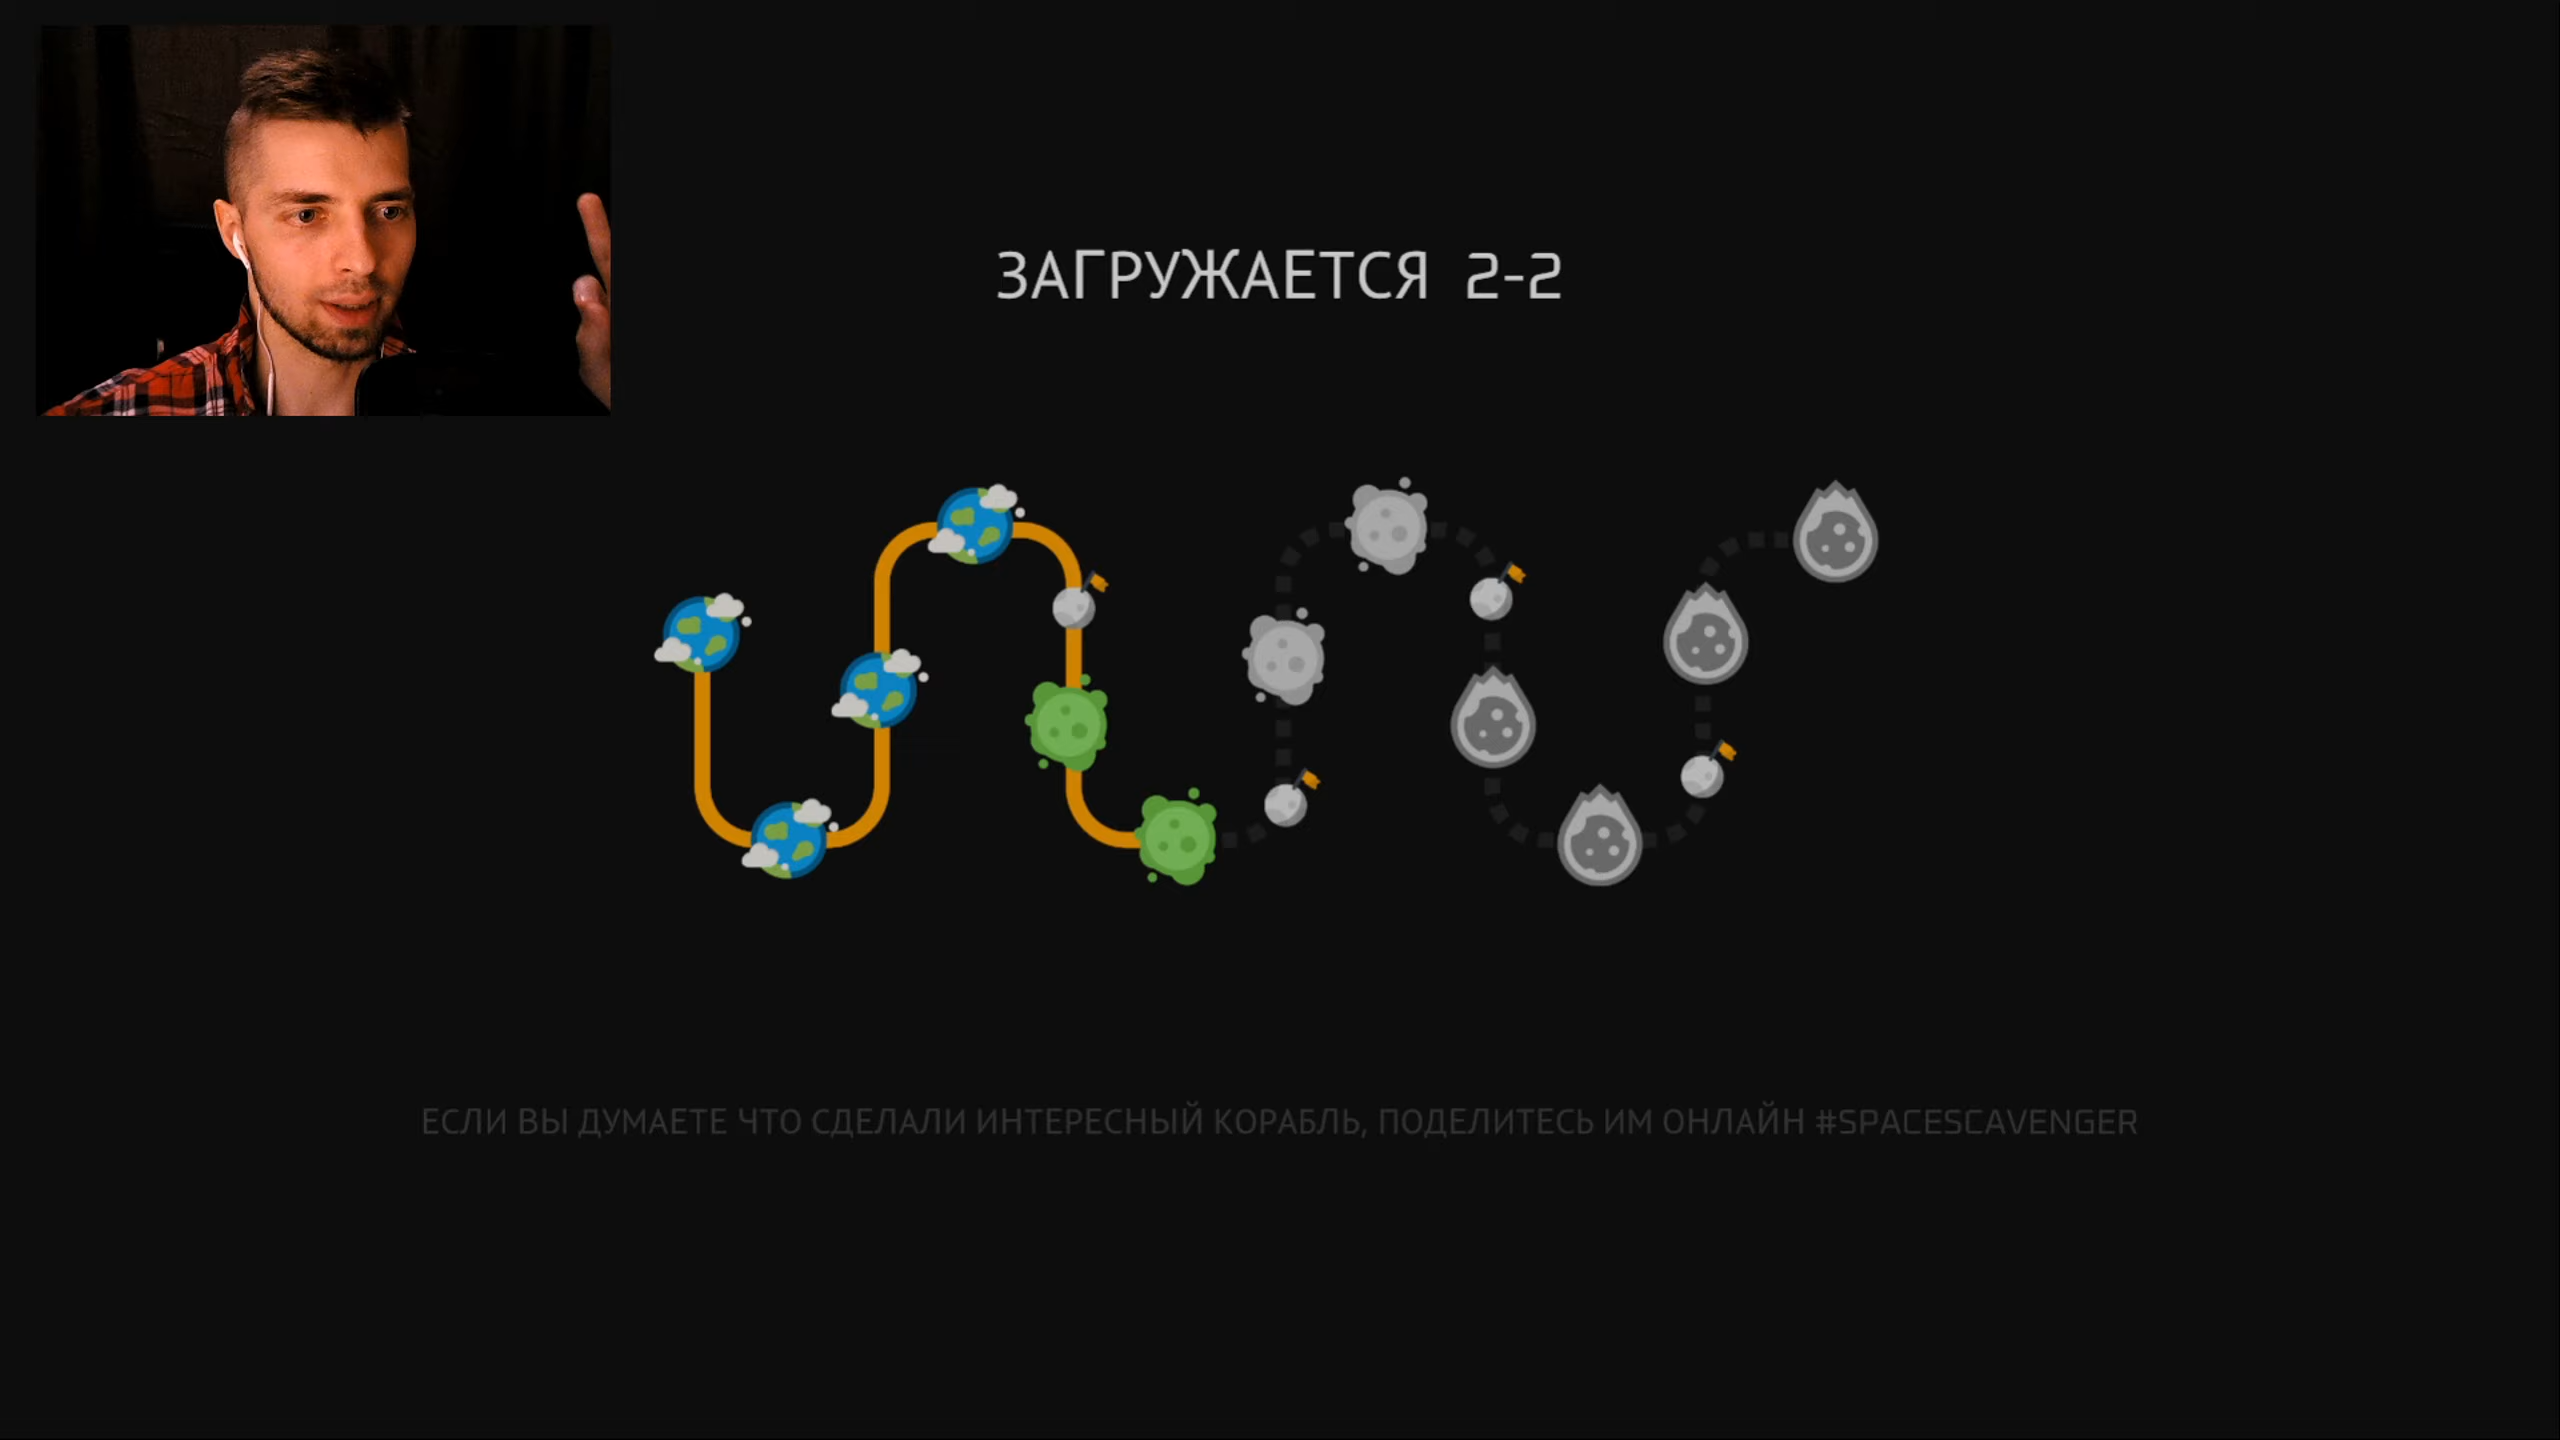 ЗАГРУЖАЕТСЯ 2-2
ЕСЛИ ВЫ ДУМАЕТЕ ЧТО СДЕЛАЛИ ИНТЕРЕСНЫЙ КОРАБЛЬ, ПОДЕЛИТЕСЬ ИМ ОНЛАЙН #SPACESCAVENGER